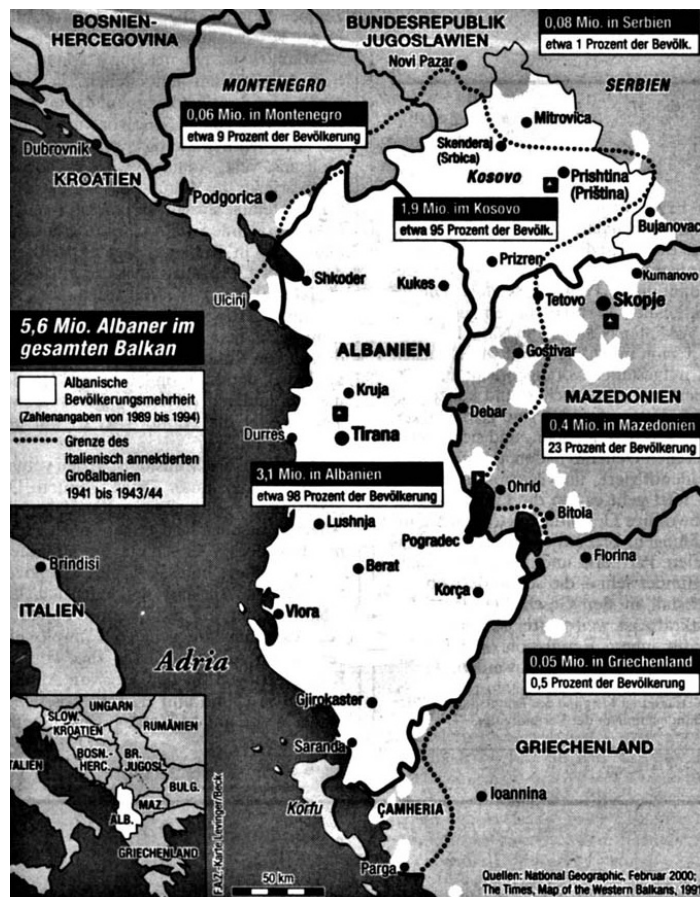 BOSNIEN-
HERCEGOVINA
BUNDESREPUBLIK
JUGOSLAWIEN
0,08 Mio. in Serbien
etwa 1 Prozent der Bevölk.
Novi Pazar
MONTENEGRO
SERBIEN
0,06 Mio. in Montenegro
etwa 9 Prozent der Bevölkerung
Mitrovica
Skenderaj
(Srbica)
Dubrovnik
KROATIEN
Kosovo
Prishtina
(Priština)
Podgorica
1,9 Mio. im Kosovo
etwa 95 Prozent der Bevölk.
Bujanovac
Prizren
Kumanovo
Shkoder
Kukes
Ulcinj
Tetovo
Skopje
5,6 Mio. Albaner im
gesamten Balkan
ALBANIEN
Gostivar
Albanische
Bevölkerungsmehrheit
(Zahlenangaben von 1989 bis 1994)
Kruja
MAZEDONIEN
Debar
0,4 Mio. in Mazedonien
23 Prozent der Bevölkerung
Durres
Tirana
Grenze des
italienisch annektierten
Großalbanien
1941 bis 1943/44
3,1 Mio. in Albanien
etwa 98 Prozent der Bevölkerung
Ohrid
Lushnja
Bitola
Pogradec
Florina
Brindisi
Berat
Korça
ITALIEN
Vlora
Adria
0,05 Mio. in Griechenland
0,5 Prozent der Bevölkerung
Gjirokaster
Saranda
GRIECHENLAND
UNGARN
SLOW.
KROATIEN
RUMÄNIEN
ITALIEN
BOSN.-
HERC.
BR.
JUGOSL.
BULG.
MAZ.
ALB.
GRIECHENLAND
Korfu
ÇAMHERIA
Ioannina
Parga
F.A.Z.-Karte Levinger/Beck
50 km
Quellen: National Geographic, Februar 2000;
The Times, Map of the Western Balkans, 199